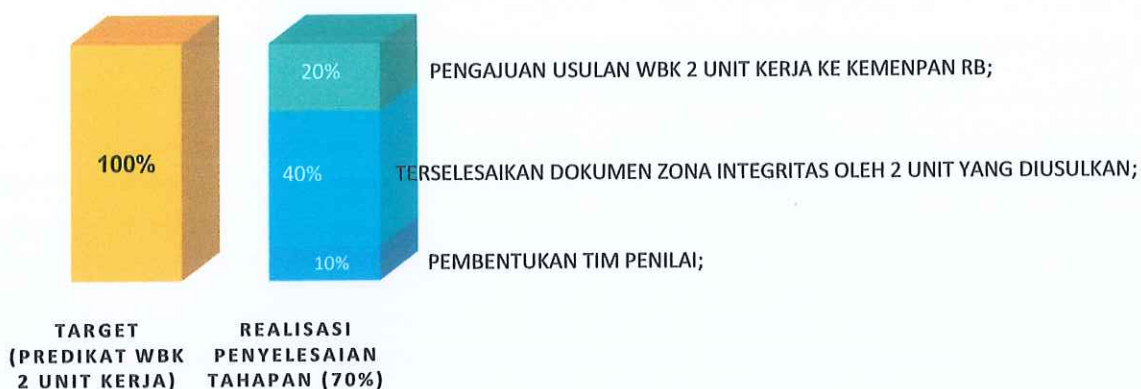 20%
PENGAJUAN USULAN WBK 2 UNIT KERJA KE KEMENPAN RB;
100%
40%
TERSELESAIKAN DOKUMEN ZONA INTEGRITAS OLEH 2 UNIT YANG DIUSULKAN;
10%
PEMBENTUKAN TIM PENILAI;
TARGET
(PREDIKAT WBK
2 UNIT KERJA)
REALISASI
PENYELESAIAN
TAHAPAN (70%)